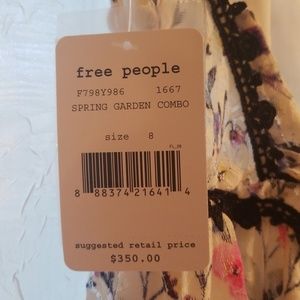 free people
F798Y986 1667
SPRING GARDEN COMBO
size 8
8 88374 21641 4
suggested retail price
$350.00